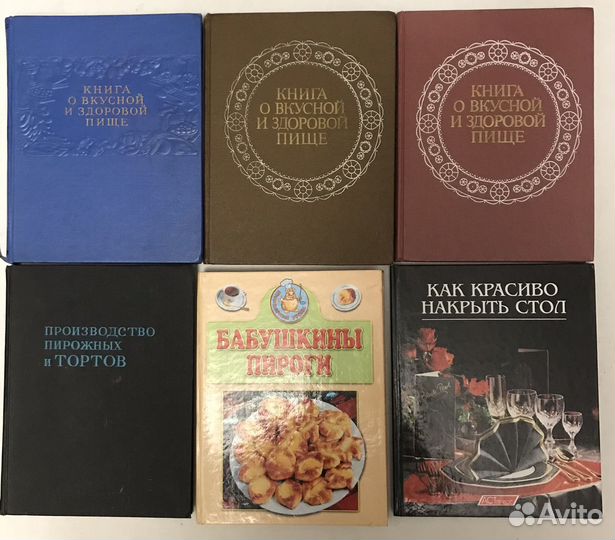 КНИГА
О ВКУСНОЙ
И ЗДОРОВОЙ
ПИЩЕ
КНИГА
О ВКУСНОЙ
И ЗДОРОВОЙ
ПИЩЕ
КНИГА
О ВКУСНОЙ
И ЗДОРОВОЙ
ПИЩЕ
ПРОИЗВОДСТВО
ПИРОЖНЫХ
и ТОРТОВ
БАБУШКИНЫ
ПИРОГИ
КАК КРАСИВО
НАКРЫТЬ СТОЛ
Avito